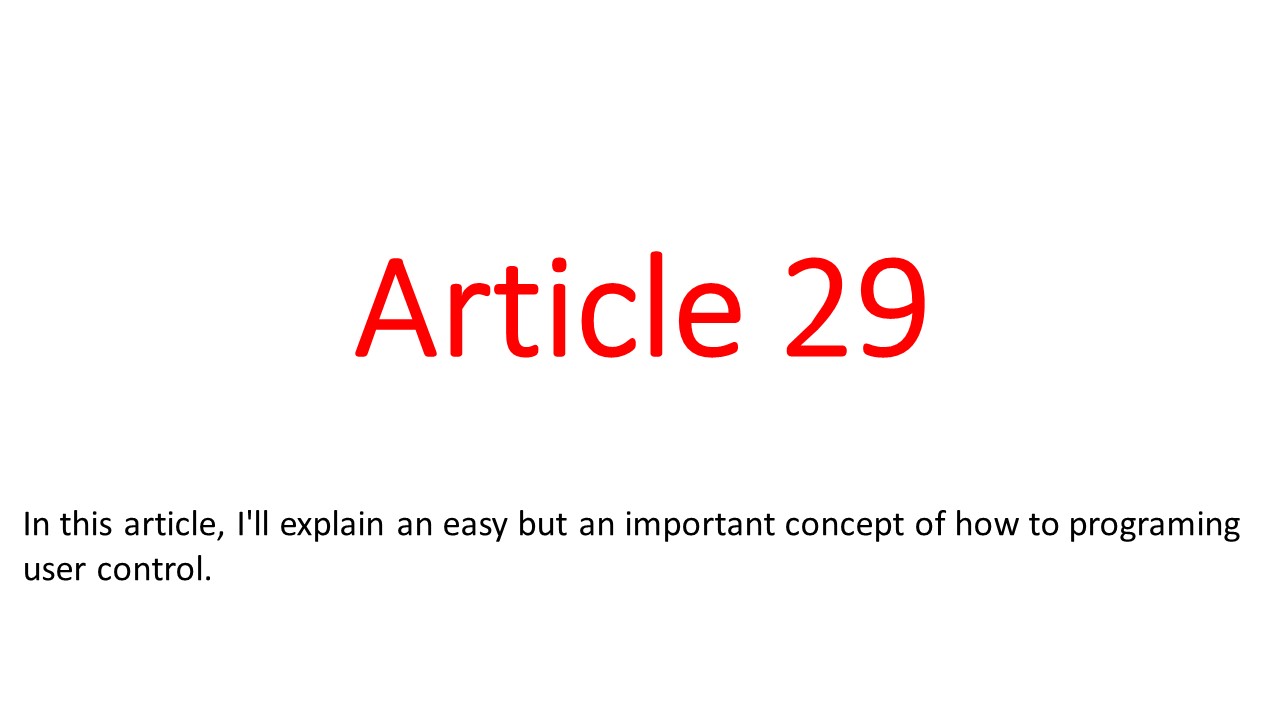 Article 29
In this article, I'll explain an easy but an important concept of how to programing
user control.